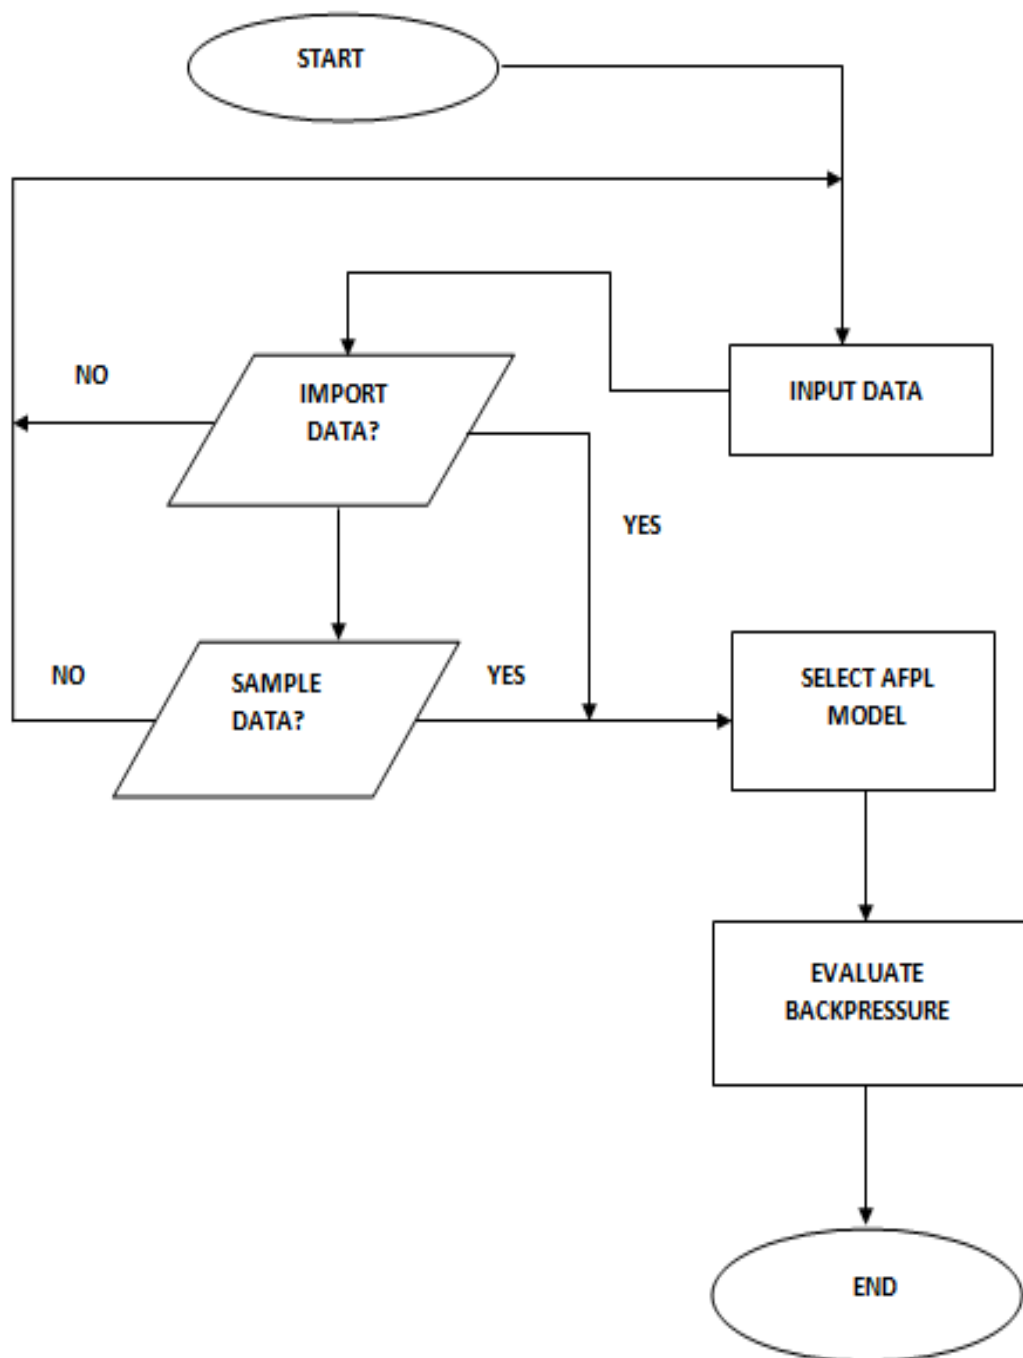 START
NO
IMPORT
DATA?
INPUT DATA
YES
NO
SAMPLE
DATA?
YES
SELECT AFPL
MODEL
EVALUATE
BACKPRESSURE
END